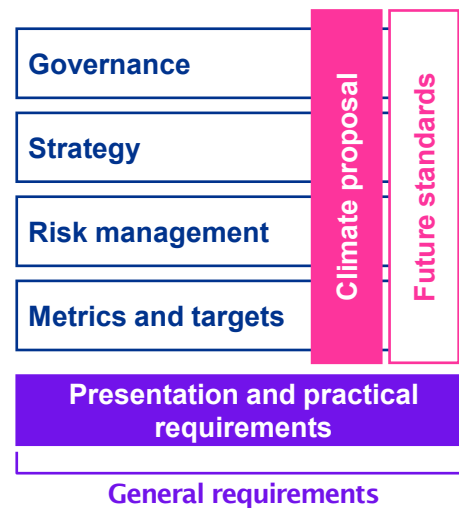 Governance
Strategy
Risk management
Metrics and targets
Climate proposal
Future standards
Presentation and practical
requirements
General requirements